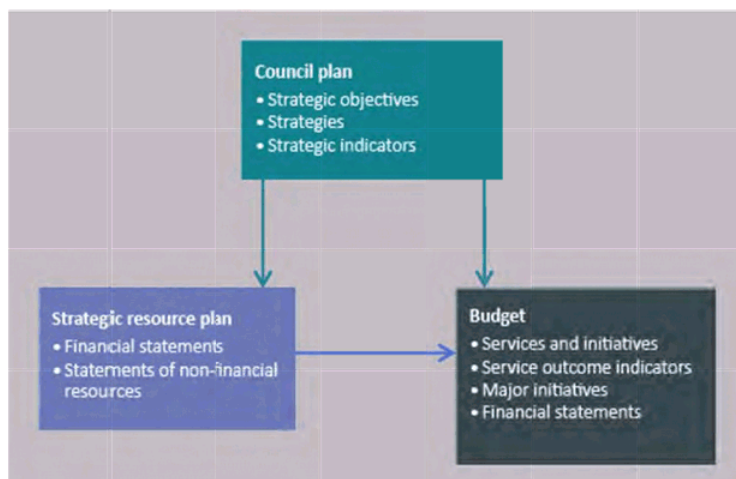 Council plan
• Strategic objectives
• Strategies
• Strategic indicators
Strategic resource plan
• Financial statements
• Statements of non-financial
resources
Budget
• Services and initiatives
• Service outcome indicators
• Major initiatives
• Financial statements